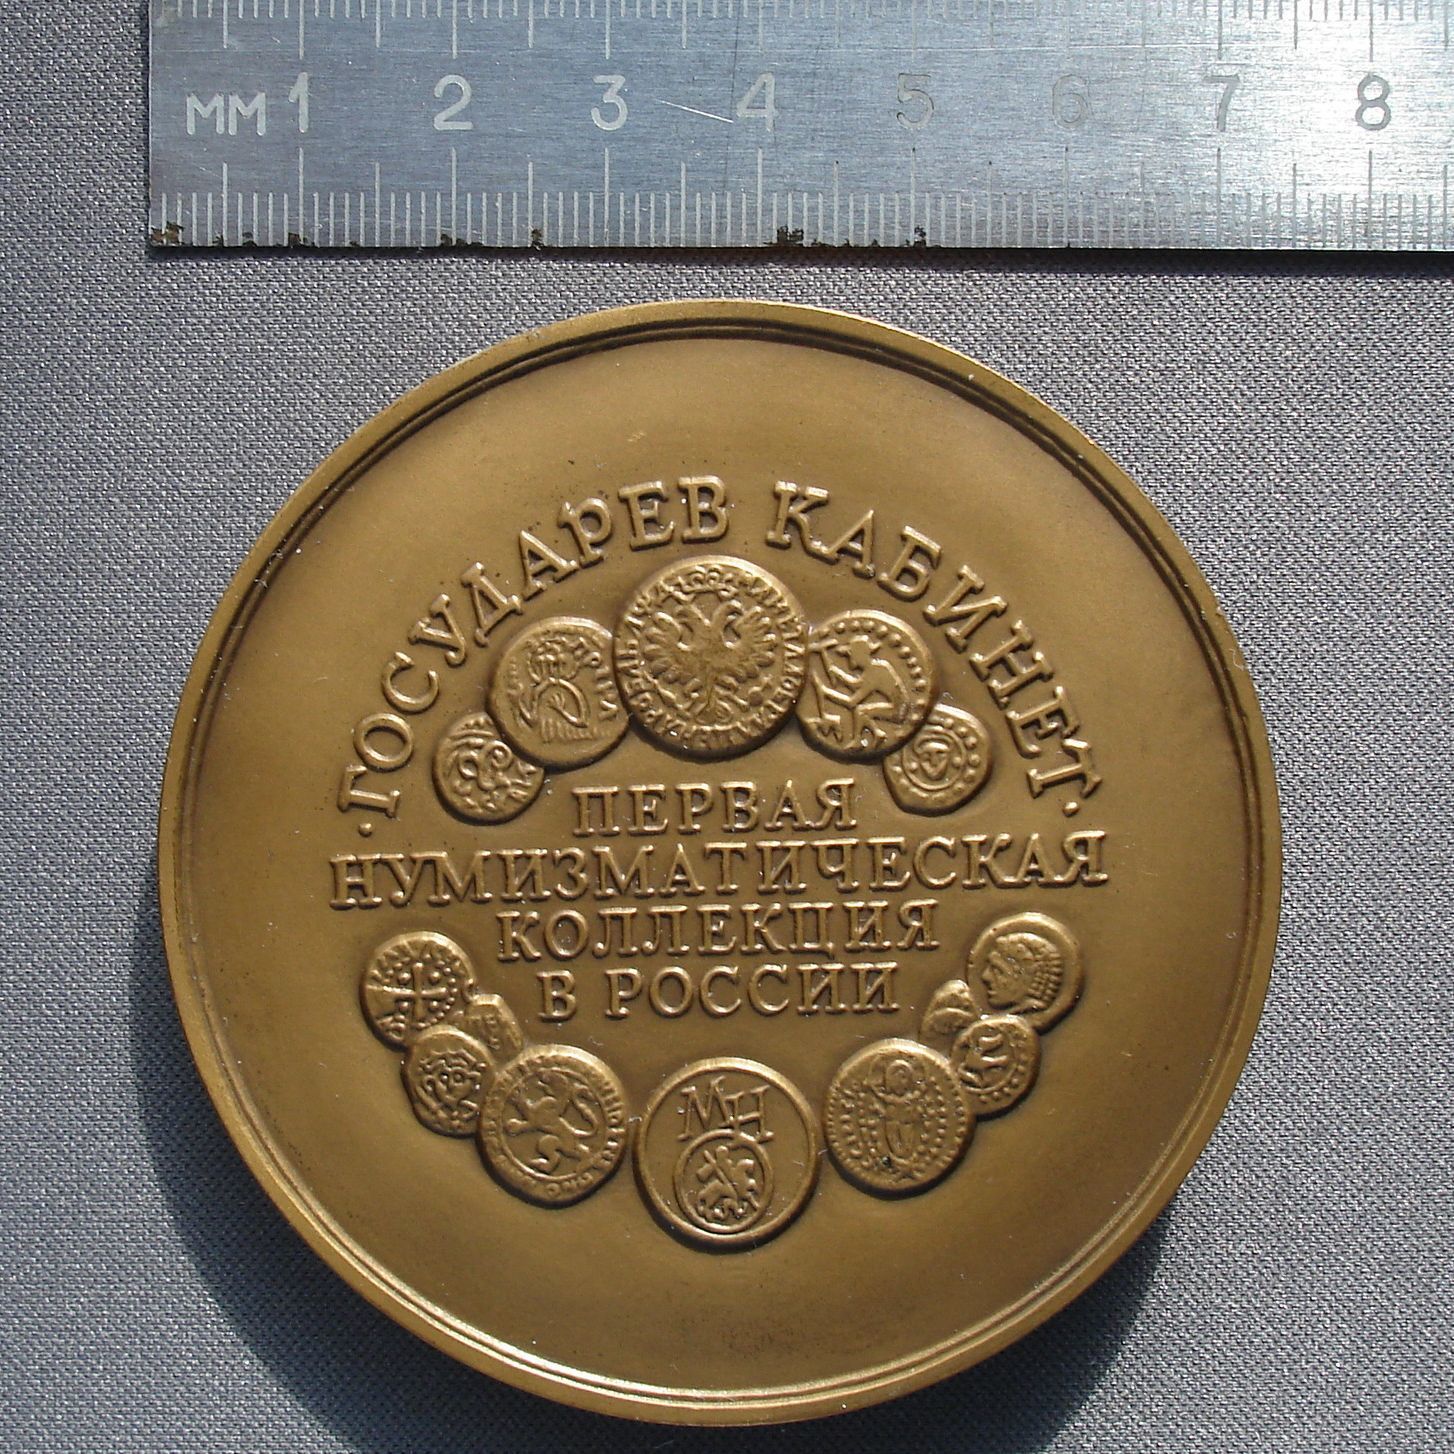 мм 1 2 3 4 5 6 7 8
·ГОСУДАРЕВ КАБИНЕТ·
ПЕРВАЯ
НУМИЗМАТИЧЕСКАЯ
КОЛЛЕКЦИЯ
В РОССИИ
МН